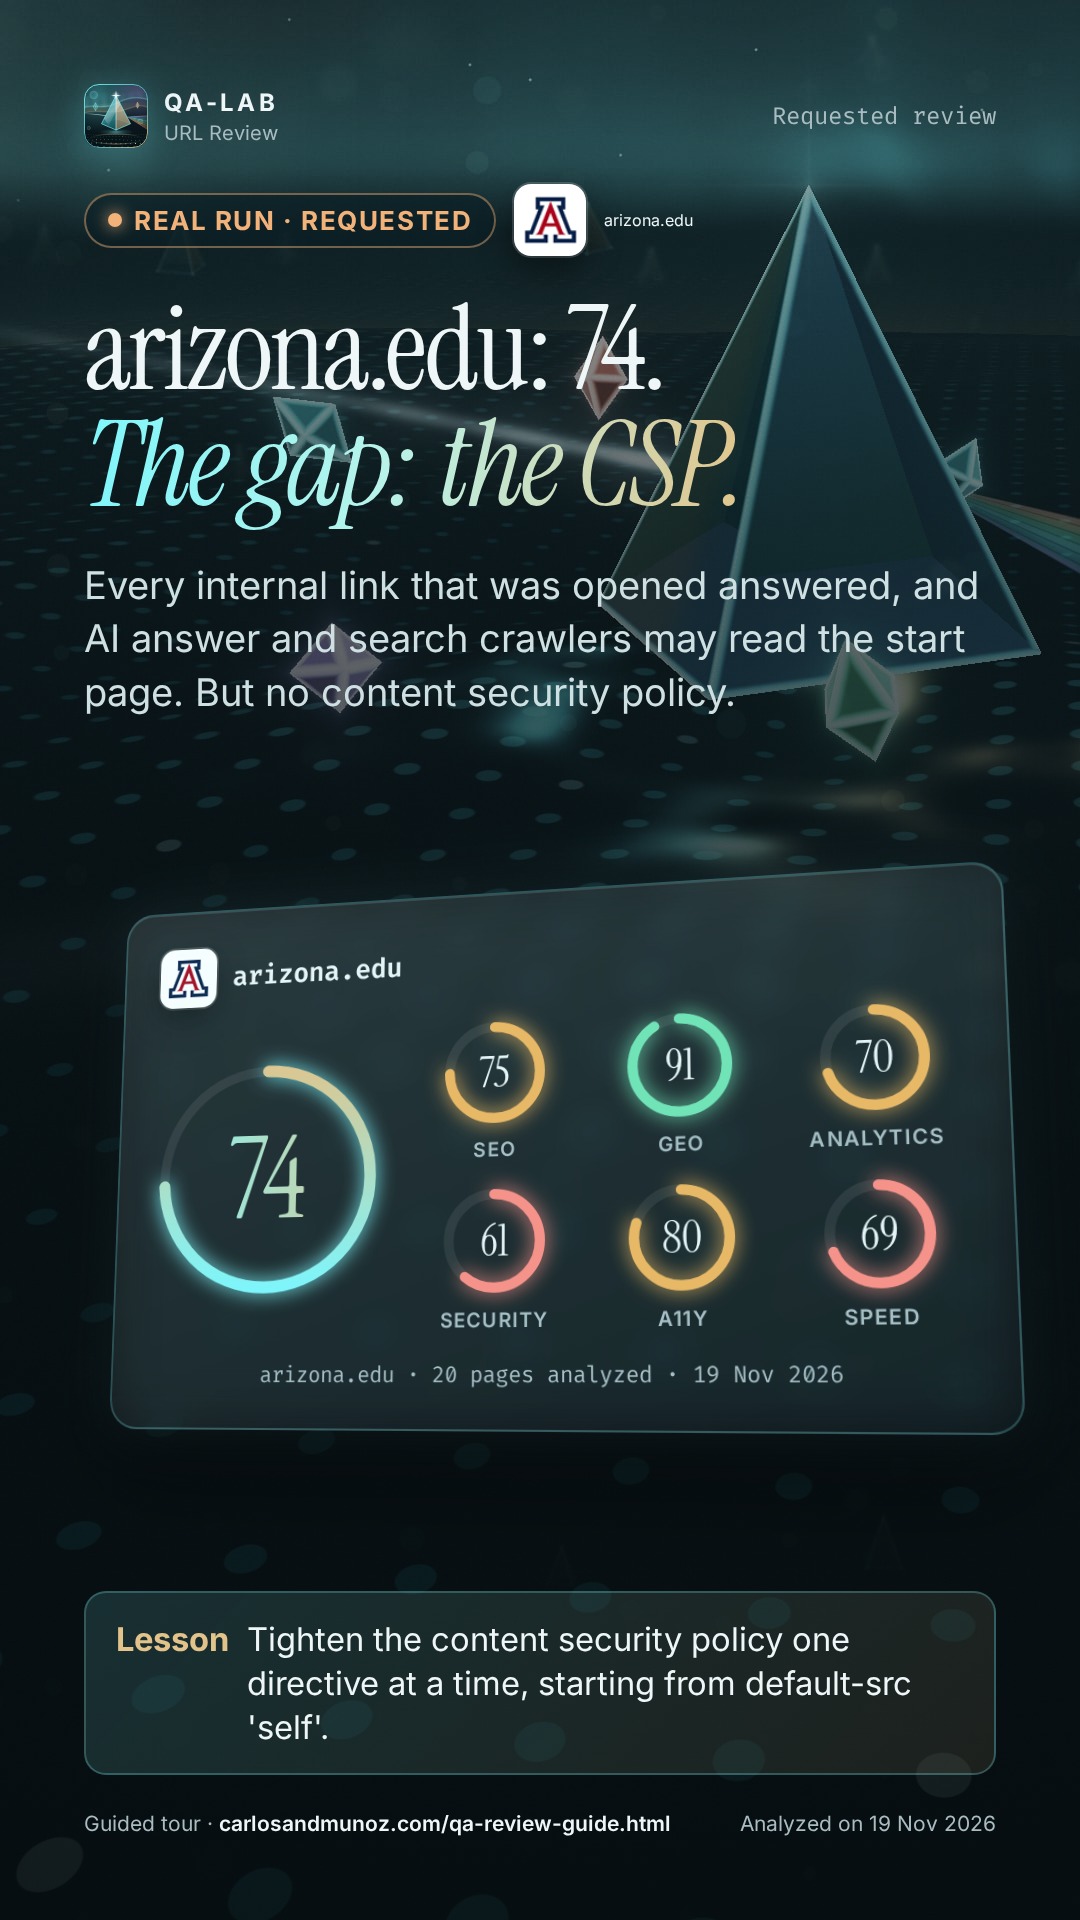 QA-LAB
URL Review
Requested review
REAL RUN · REQUESTED
A
arizona.edu
arizona.edu: 74.
The gap: the CSP.
Every internal link that was opened answered, and
AI answer and search crawlers may read the start
page. But no content security policy.
A
arizona.edu
74
75
SEO
91
GEO
70
ANALYTICS
61
SECURITY
80
A11Y
69
SPEED
arizona.edu · 20 pages analyzed · 19 Nov 2026
Lesson Tighten the content security policy one
directive at a time, starting from default-src
'self'.
Guided tour · carlosandmunoz.com/qa-review-guide.html
Analyzed on 19 Nov 2026